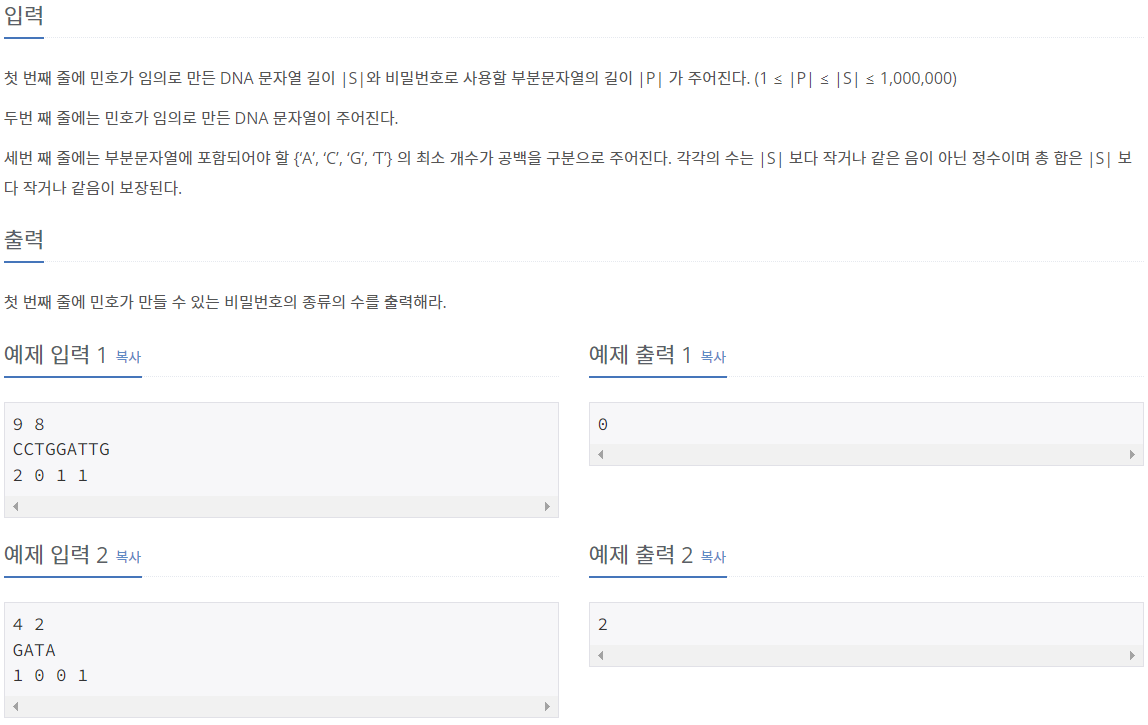 입력
첫 번째 줄에 민호가 임의로 만든 DNA 문자열 길이 |S|와 비밀번호로 사용할 부분문자열의 길이 |P| 가 주어진다. (1 ≤ |P| ≤ |S| ≤ 1,000,000)
두번 째 줄에는 민호가 임의로 만든 DNA 문자열이 주어진다.
세번 째 줄에는 부분문자열에 포함되어야 할 {‘A’, ‘C’, ‘G’, ‘T’} 의 최소 개수가 공백을 구분으로 주어진다. 각각의 수는 |S| 보다 작거나 같은 음이 아닌 정수이며 총 합은 |S| 보
다 작거나 같음이 보장된다.
출력
첫 번째 줄에 민호가 만들 수 있는 비밀번호의 종류의 수를 출력해라.
예제 입력 1 복사
9 8
CCTGGATTG
2 0 1 1
예제 출력 1 복사
0
예제 입력 2 복사
4 2
GATA
1 0 0 1
예제 출력 2 복사
2